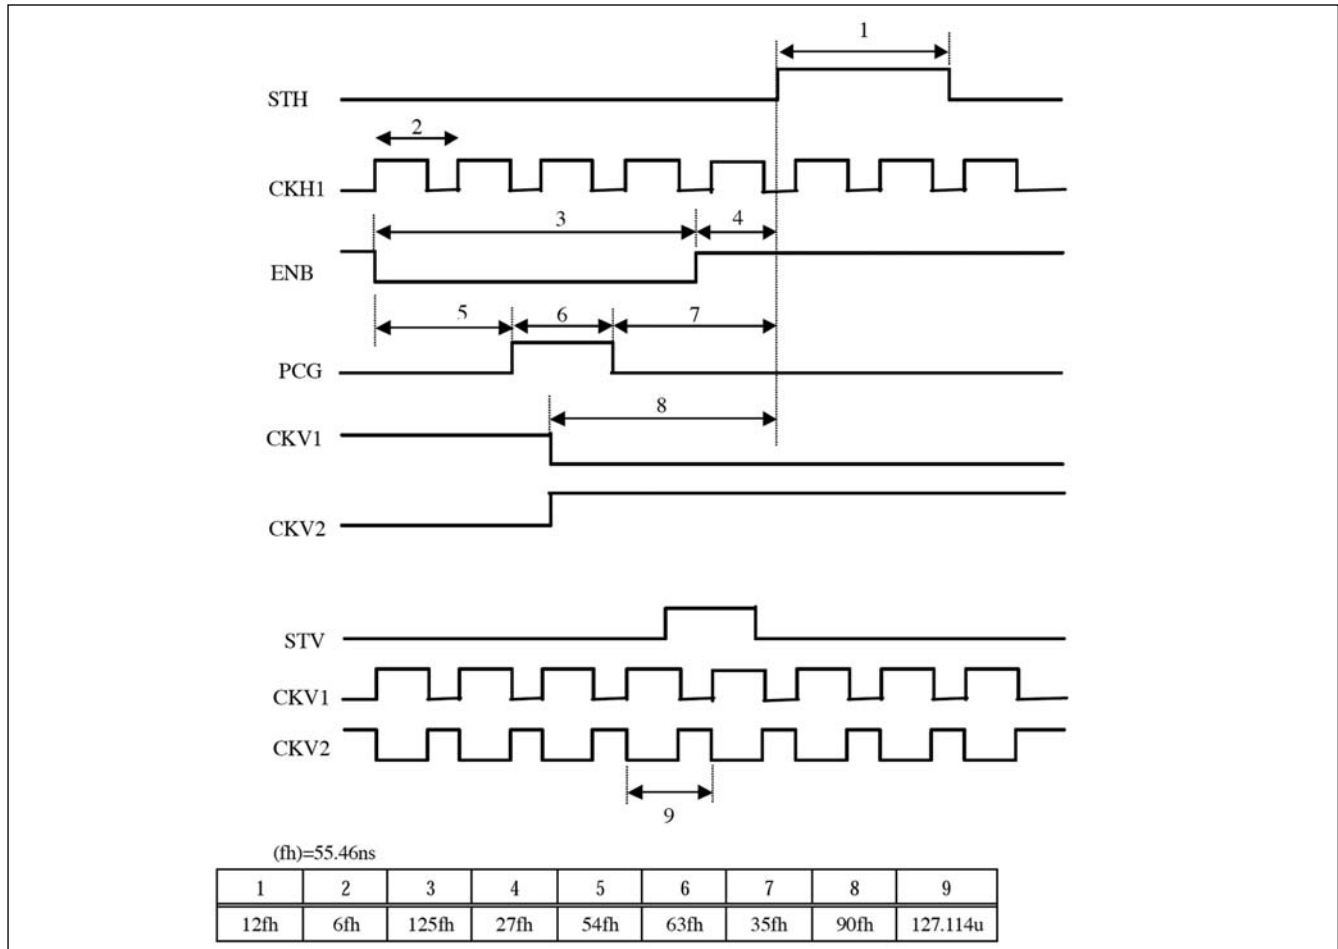 1
STH
2
CKH1
3 4
ENB
5 6 7
PCG
8
CKV1
CKV2
STV
CKV1
CKV2
9
(fh)=55.46ns
1 2 3 4 5 6 7 8 9
12fh 6fh 125fh 27fh 54fh 63fh 35fh 90fh 127.114u